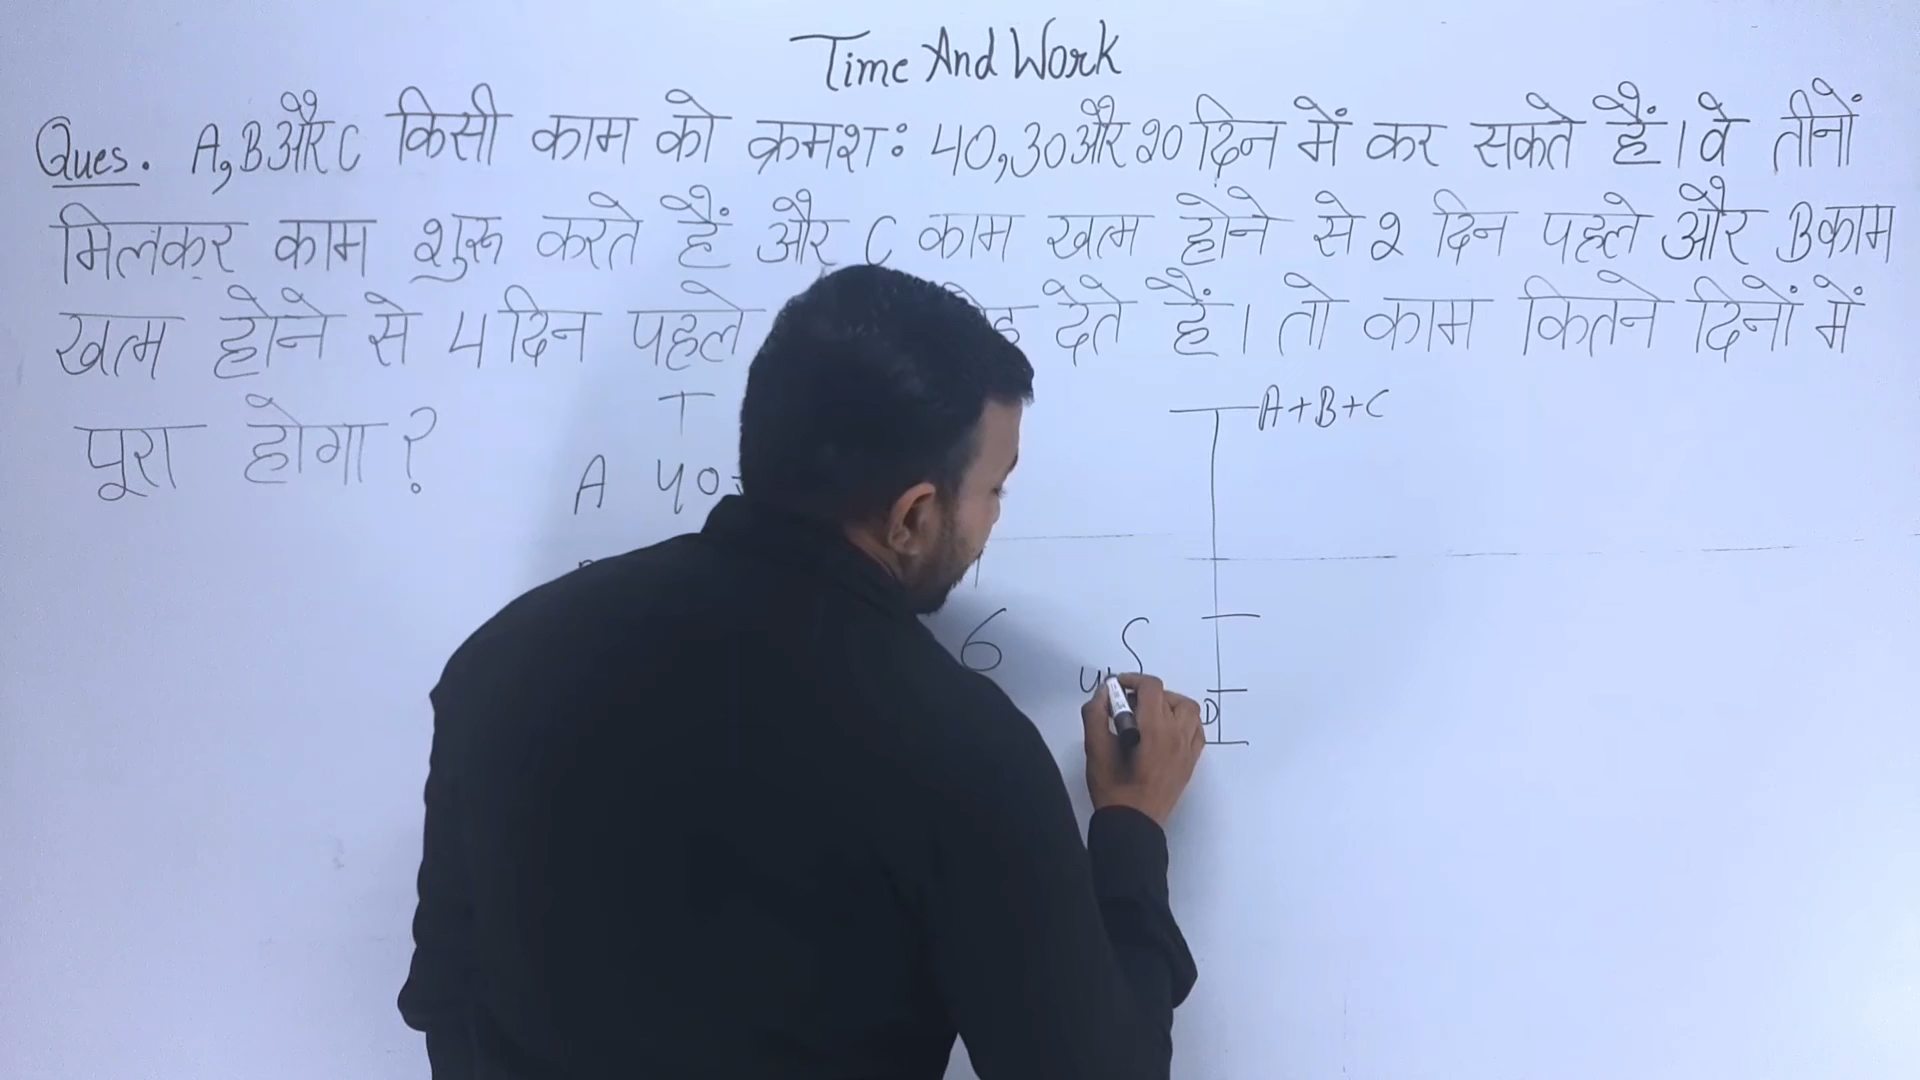 Time And Work
Ques. A,B और C किसी काम को क्रमशः 40,30 और 20 दिन में कर सकते हैं। वे तीनों
मिलकर काम शुरू करते हैं और C काम खत्म होने से 2 दिन पहले और B काम
खत्म होने से 4 दिन पहले देते हैं। तो काम कितने दिनों में
पूरा होगा?
T
A+B+C
A 40
6
4
D